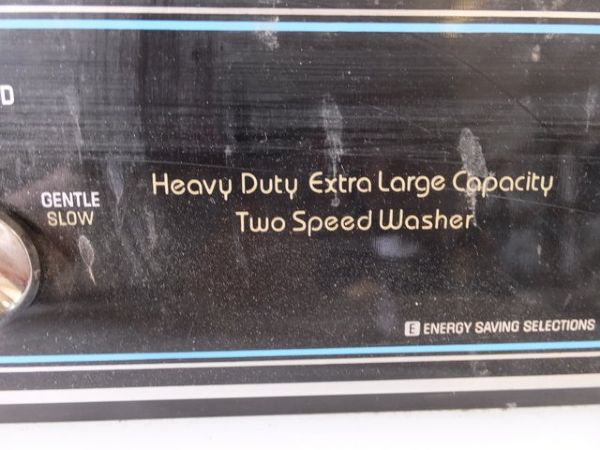 D
GENTLE
SLOW
Heavy Duty Extra Large Capacity
Two Speed Washer
E ENERGY SAVING SELECTIONS